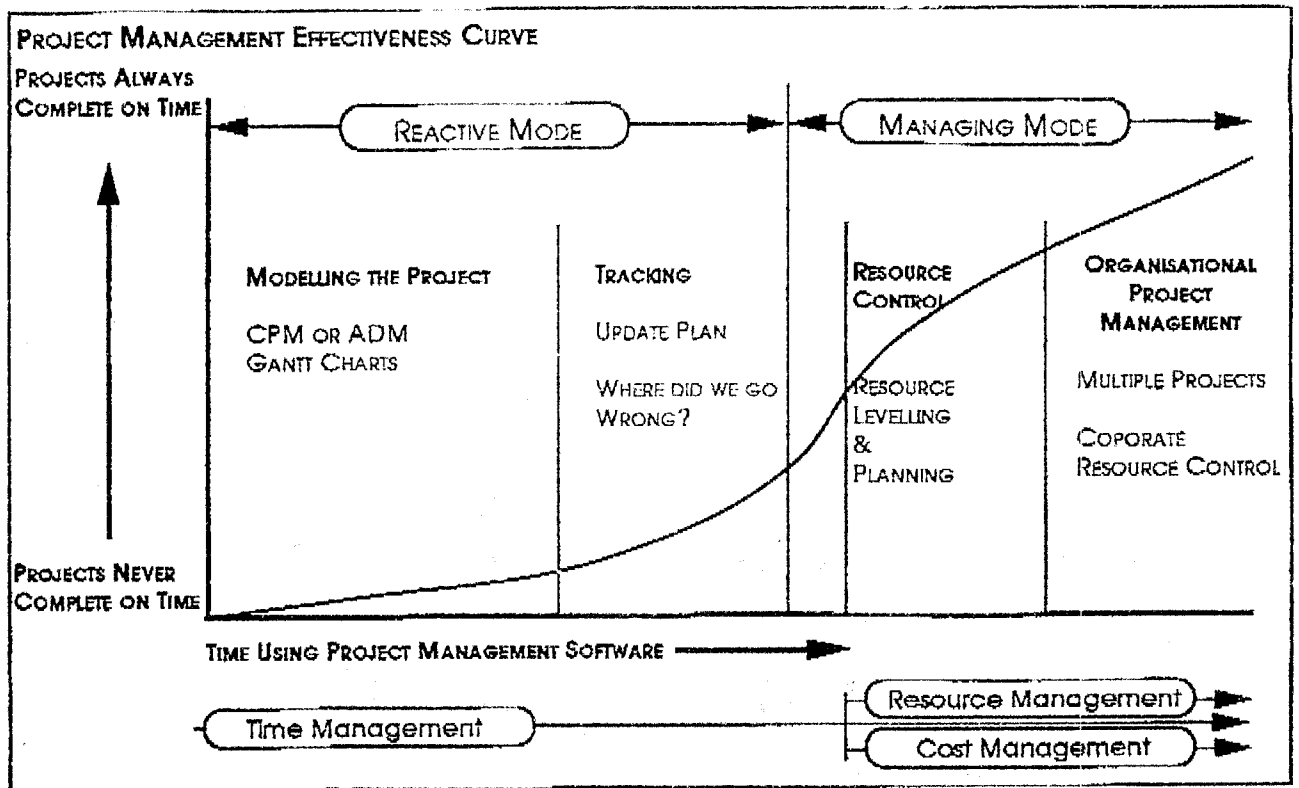 PROJECT MANAGEMENT EFFECTIVENESS CURVE
PROJECTS ALWAYS
COMPLETE ON TIME
REACTIVE MODE
MANAGING MODE
MODELLING THE PROJECT
CPM OR ADM
GANTT CHARTS
TRACKING
UPDATE PLAN
WHERE DID WE GO
WRONG?
RESOURCE
CONTROL
RESOURCE
LEVELLING
&
PLANNING
ORGANISATIONAL
PROJECT
MANAGEMENT
MULTIPLE PROJECTS
COPORATE
RESOURCE CONTROL
PROJECTS NEVER
COMPLETE ON TIME
TIME USING PROJECT MANAGEMENT SOFTWARE
Time Management
Resource Management
Cost Management